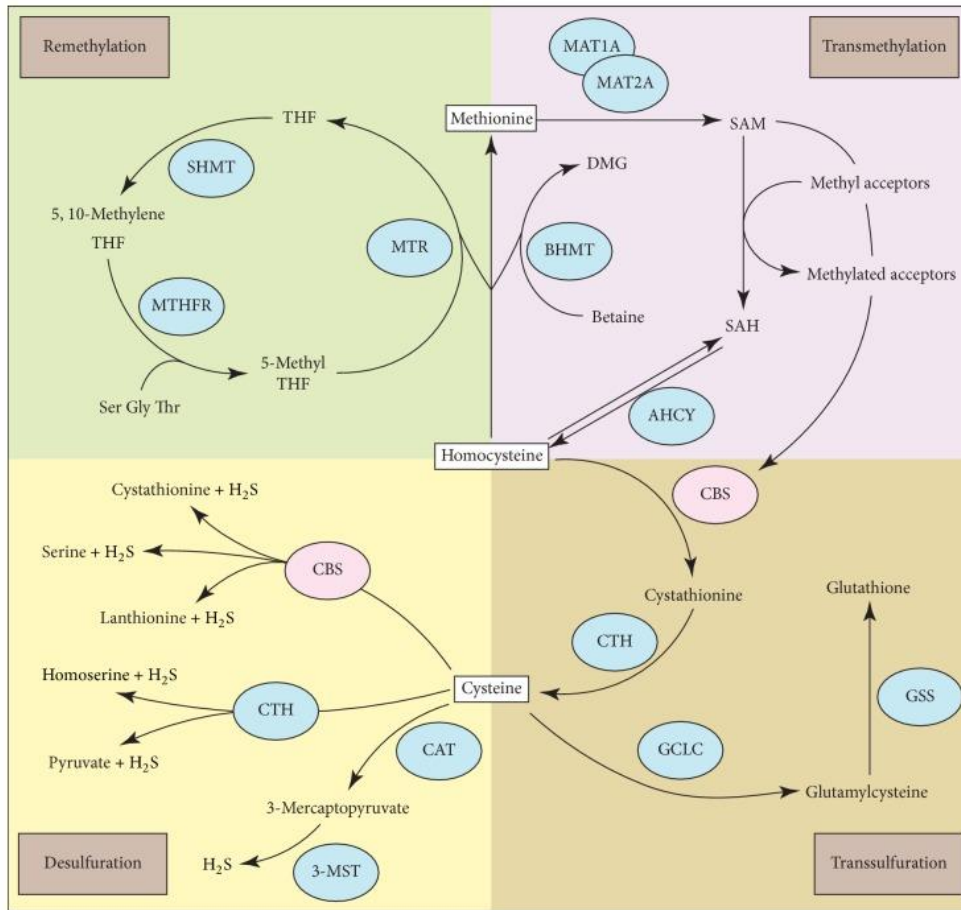 Remethylation
Transmethylation
MAT1A
MAT2A
THF
Methionine
SAM
SHMT
DMG
Methyl acceptors
5, 10-Methylene
THF
MTR
BHMT
Methylated acceptors
MTHFR
Betaine
SAH
5-Methyl
THF
Ser Gly Thr
AHCY
Homocysteine
CBS
Cystathionine + H₂S
Serine + H₂S
CBS
Lanthionine + H₂S
Cystathionine
Glutathione
CTH
Homoserine + H₂S
Cysteine
GSS
CTH
CAT
GCLC
Pyruvate + H₂S
Glutamylcysteine
3-Mercaptopyruvate
H₂S
3-MST
Desulfuration
Transsulfuration